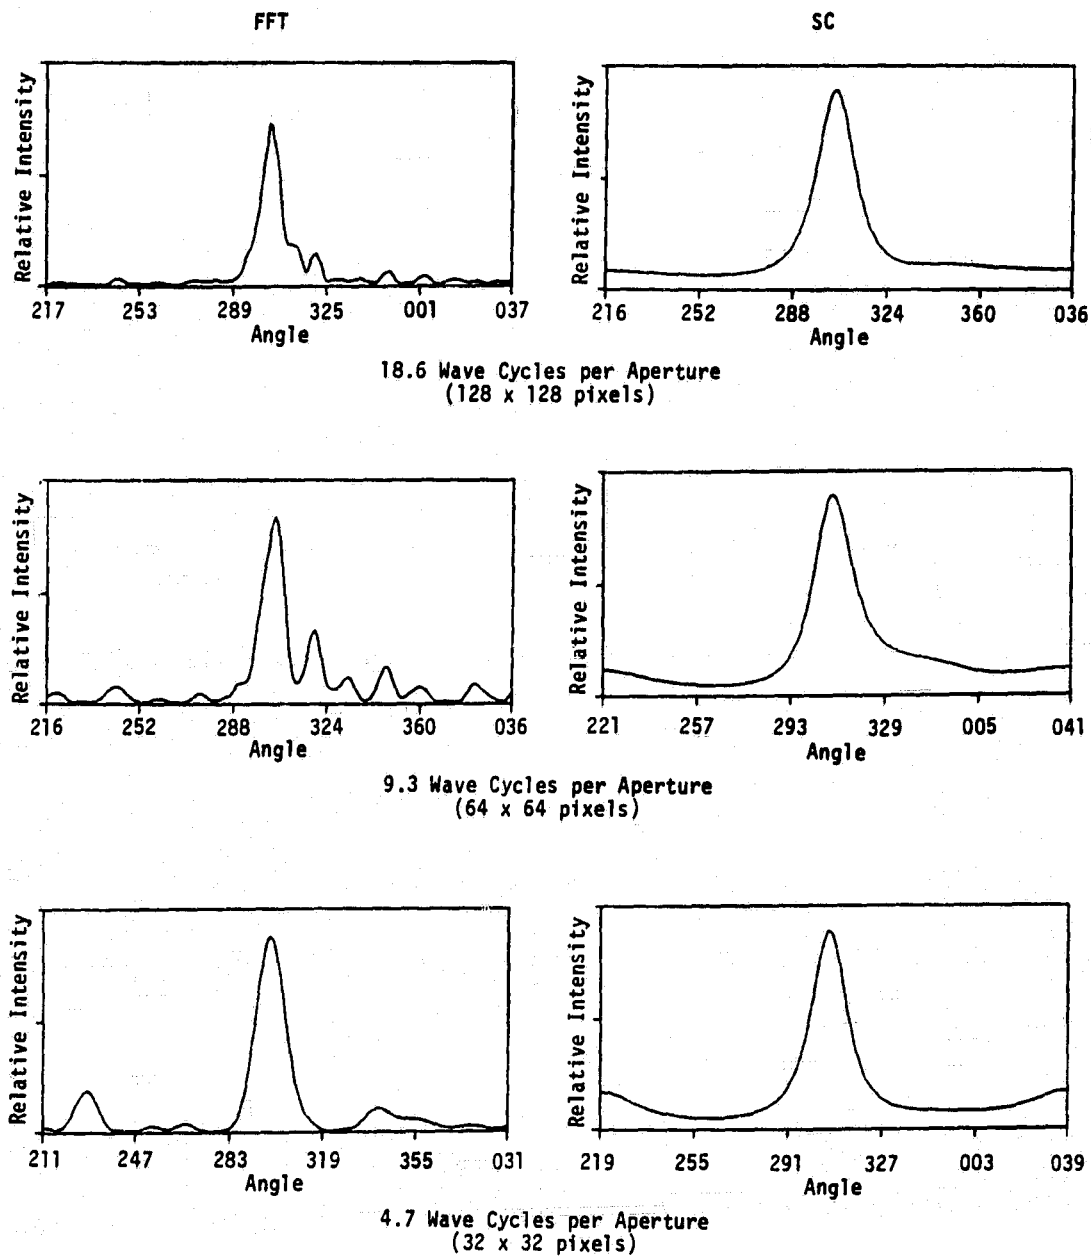 FFT
SC
Relative Intensity
217 253 289 325 001 037
Angle
Relative Intensity
216 252 288 324 360 036
Angle
18.6 Wave Cycles per Aperture
(128 x 128 pixels)
Relative Intensity
216 252 288 324 360 036
Angle
Relative Intensity
221 257 293 329 005 041
Angle
9.3 Wave Cycles per Aperture
(64 x 64 pixels)
Relative Intensity
211 247 283 319 355 031
Angle
Relative Intensity
219 255 291 327 003 039
Angle
4.7 Wave Cycles per Aperture
(32 x 32 pixels)